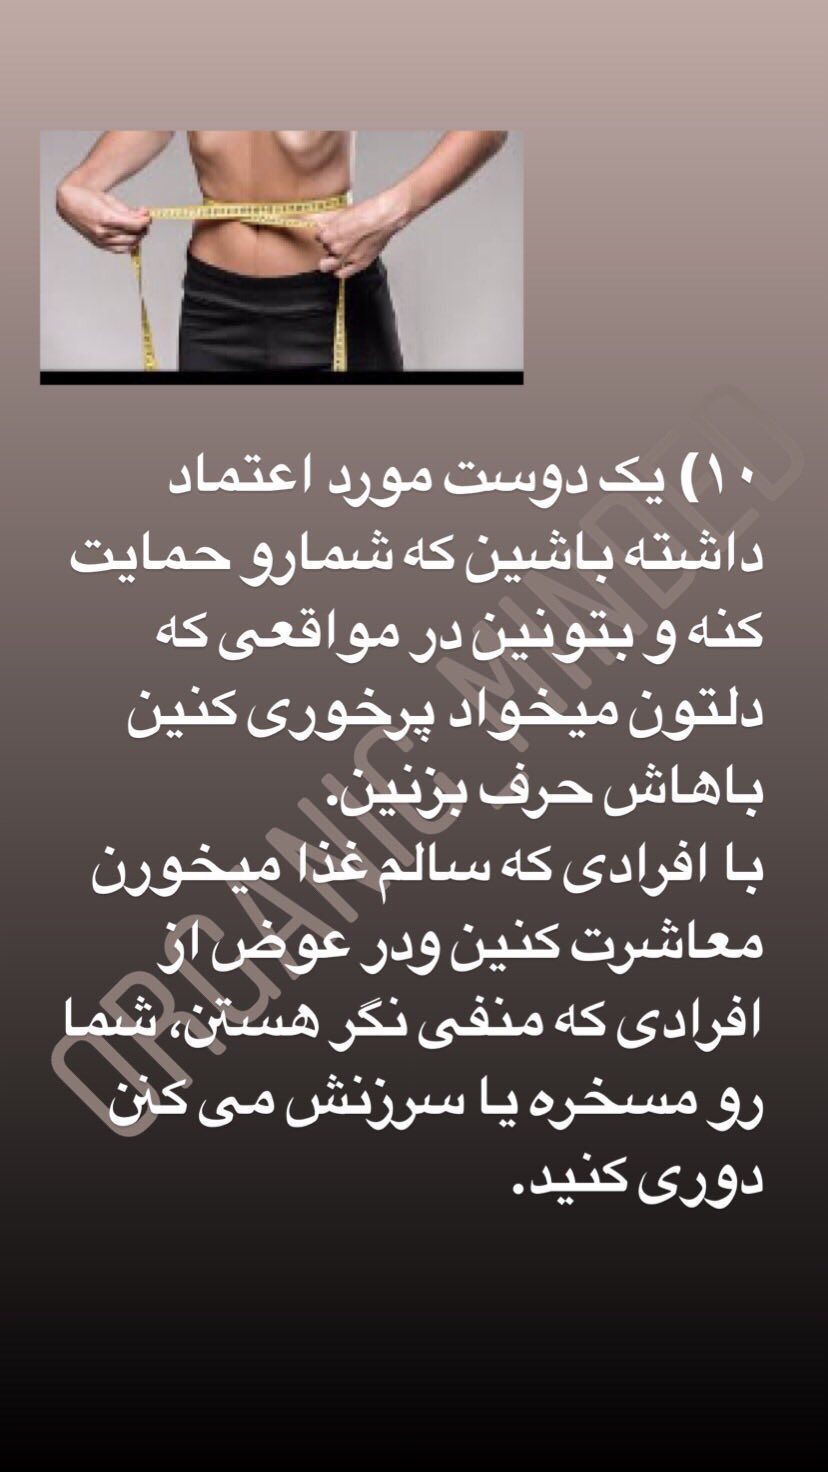 ۱۰) یک دوست مورد اعتماد
داشته باشین که شمارو حمایت
کنه و بتونین در مواقعی که
دلتون میخواد پرخوری کنین
باهاش حرف بزنین.
با افرادی که سالم غذا میخورن
معاشرت کنین ودر عوض از
افرادی که منفی نگر هستن، شما
رو مسخره یا سرزنش می کنن
دوری کنید.
ORGANIC_MINDED